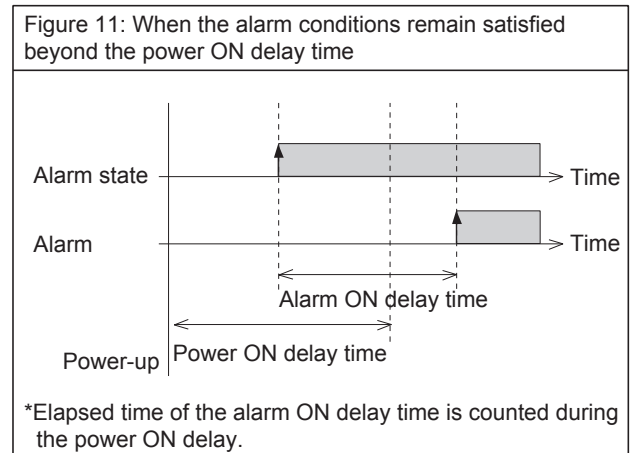 Figure 11: When the alarm conditions remain satisfied
beyond the power ON delay time
Alarm state
Time
Alarm
Time
Alarm ON delay time
Power-up
Power ON delay time
*Elapsed time of the alarm ON delay time is counted during
the power ON delay.